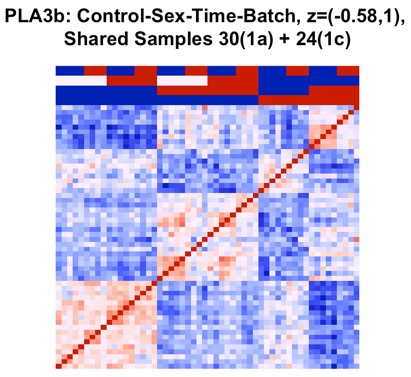 PLA3b: Control-Sex-Time-Batch, z=(-0.58,1),
Shared Samples 30(1a) + 24(1c)